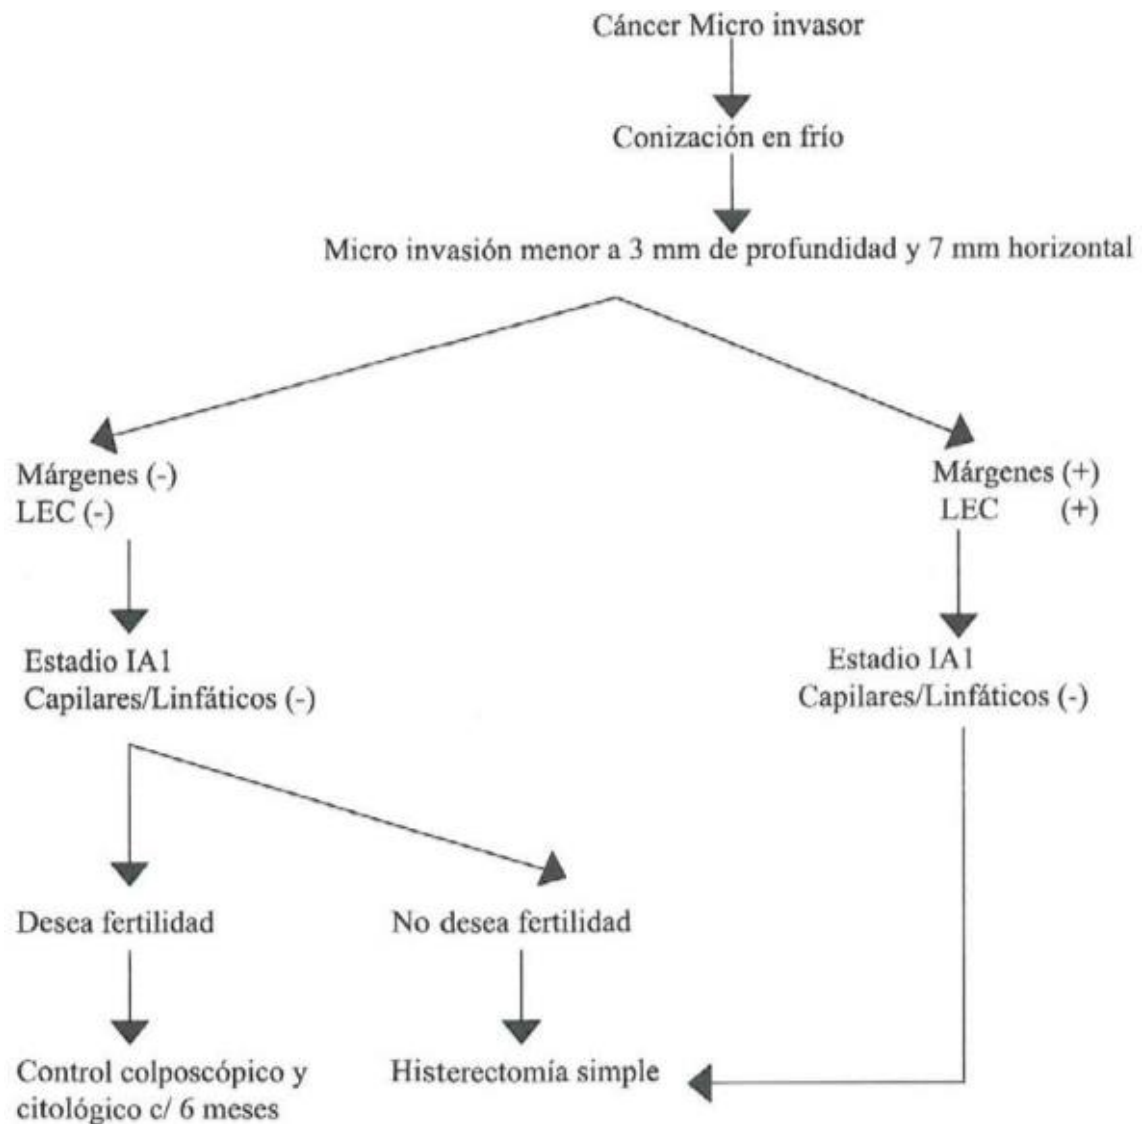 Cáncer Micro invasor
Conización en frío
Micro invasión menor a 3 mm de profundidad y 7 mm horizontal
Márgenes (-)
LEC (-)
Márgenes (+)
LEC (+)
Estadio IA1
Capilares/Linfáticos (-)
Estadio IA1
Capilares/Linfáticos (-)
Desea fertilidad
No desea fertilidad
Control colposcópico y
citológico c/ 6 meses
Histerectomía simple